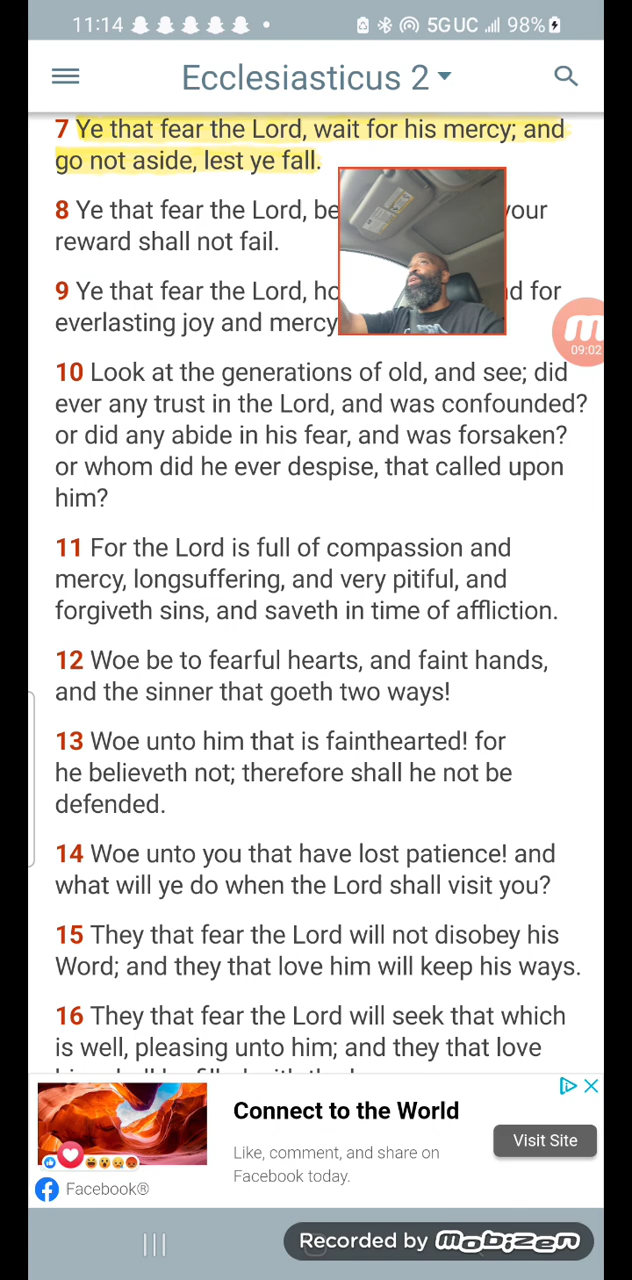 11:14
5G UC
98%
Ecclesiasticus 2
7 Ye that fear the Lord, wait for his mercy; and
go not aside, lest ye fall.
8 Ye that fear the Lord, be your
reward shall not fail.
9 Ye that fear the Lord, for
everlasting joy and mercy
09:02
10 Look at the generations of old, and see; did
ever any trust in the Lord, and was confounded?
or did any abide in his fear, and was forsaken?
or whom did he ever despise, that called upon
him?
11 For the Lord is full of compassion and
mercy, longsuffering, and very pitiful, and
forgiveth sins, and saveth in time of affliction.
12 Woe be to fearful hearts, and faint hands,
and the sinner that goeth two ways!
13 Woe unto him that is fainthearted! for
he believeth not; therefore shall he not be
defended.
14 Woe unto you that have lost patience! and
what will ye do when the Lord shall visit you?
15 They that fear the Lord will not disobey his
Word; and they that love him will keep his ways.
16 They that fear the Lord will seek that which
is well, pleasing unto him; and they that love
Connect to the World
Like, comment, and share on
Facebook today.
Visit Site
Facebook®
Recorded by mobizen